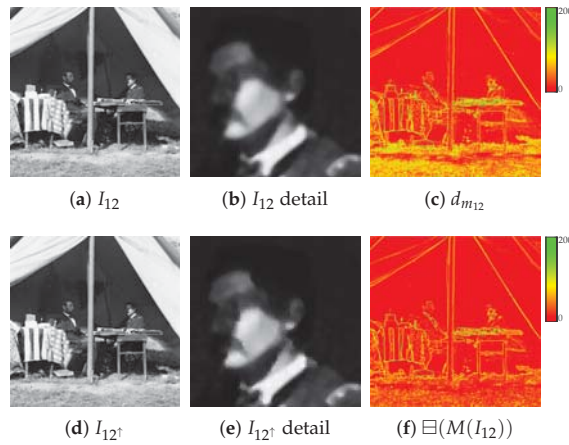 200
0
(a) I₁₂
(b) I₁₂ detail
(c) dₘ₁₂
200
0
(d) I₁₂↑
(e) I₁₂↑ detail
(f) ⊟(M(I₁₂))